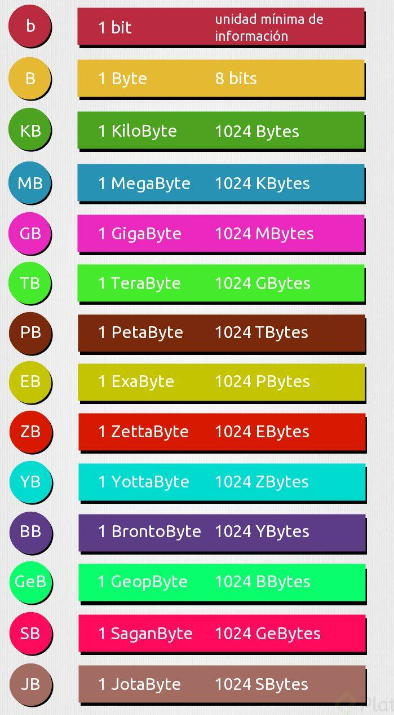 b 1 bit unidad mínima de
información
B 1 Byte 8 bits
KB 1 KiloByte 1024 Bytes
MB 1 MegaByte 1024 KBytes
GB 1 GigaByte 1024 MBytes
TB 1 TeraByte 1024 GBytes
PB 1 PetaByte 1024 TBytes
EB 1 ExaByte 1024 PBytes
ZB 1 ZettaByte 1024 EBytes
YB 1 YottaByte 1024 ZBytes
BB 1 BrontoByte 1024 YBytes
GeB 1 GeopByte 1024 BBytes
SB 1 SaganByte 1024 GeBytes
JB 1 JotaByte 1024 SBytes
Plat